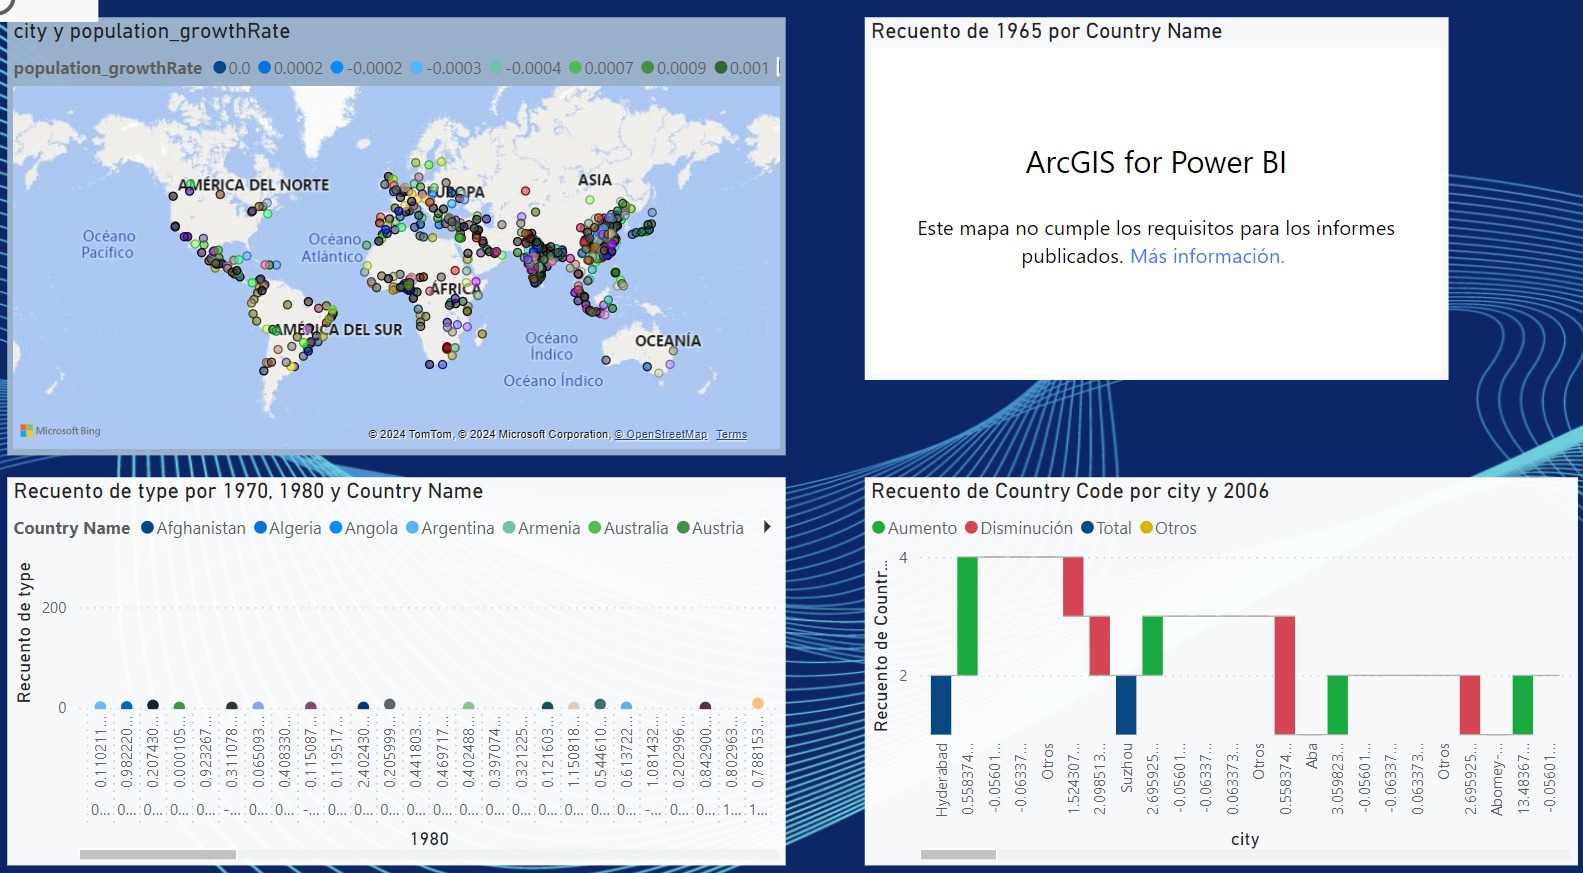 city y population_growthRate
population_growthRate 0.0 0.0002 -0.0002 -0.0003 -0.0004 0.0007 0.0009 0.001
AMÉRICA DEL NORTE
EUROPA
ASIA
Océano
Pacífico
Océano
Atlántico
ÁFRICA
AMÉRICA DEL SUR
Océano
Índico
OCEANÍA
Océano Índico
Microsoft Bing
© 2024 TomTom, © 2024 Microsoft Corporation, © OpenStreetMap Terms
Recuento de 1965 por Country Name
ArcGIS for Power BI
Este mapa no cumple los requisitos para los informes
publicados. Más información.
Recuento de type por 1970, 1980 y Country Name
Country Name Afghanistan Algeria Angola Argentina Armenia Australia Austria
Recuento de type
200
0
0.110211...
0.982220...
0.207430...
0.000105...
0.923267...
0.311078...
0.065093...
0.408330...
0.115087...
0.119517...
2.402430...
0.205999...
0.441803...
0.469717...
0.402488...
0.397074...
0.321225...
0.121603...
1.150818...
0.544610...
0.613722...
1.081432...
0.202996...
0.842900...
0.802963...
0.788153...
0... 0... 0... 0... 0... -... 0... 0... -... 0... 0... 0... 0... 0... 0... 0... 0... 0... 0... 0... 0... -... 0... 0... 1... 1...
1980
Recuento de Country Code por city y 2006
Aumento Disminución Total Otros
Recuento de Countr...
4
2
Hyderabad
0.558374...
-0.05601...
-0.06337...
Otros
1.524307...
2.098513...
Suzhou
2.695925...
-0.05601...
-0.06337...
0.063373...
Otros
0.558374...
Aba
3.059823...
-0.05601...
-0.06337...
0.063373...
Otros
2.695925...
Abomey-...
13.48367...
-0.05601...
city